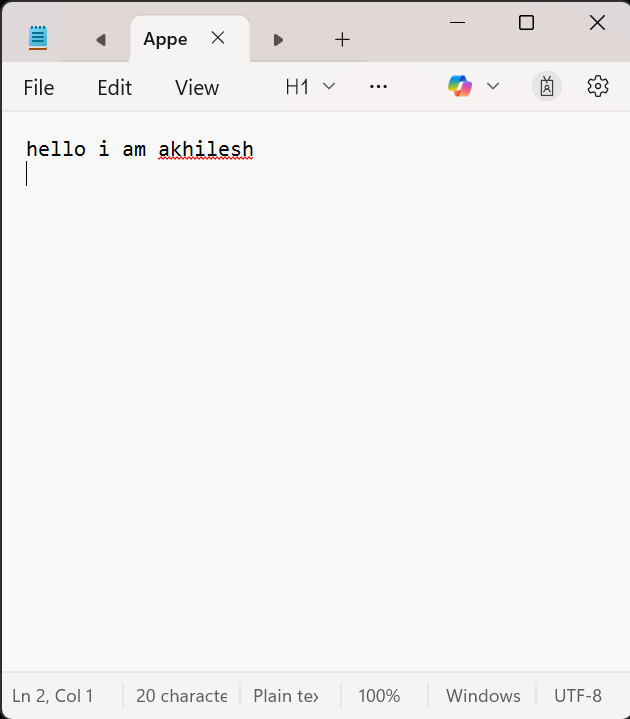 Appe
File Edit View H1
hello i am akhilesh
Ln 2, Col 1 20 characte Plain tex 100% Windows UTF-8